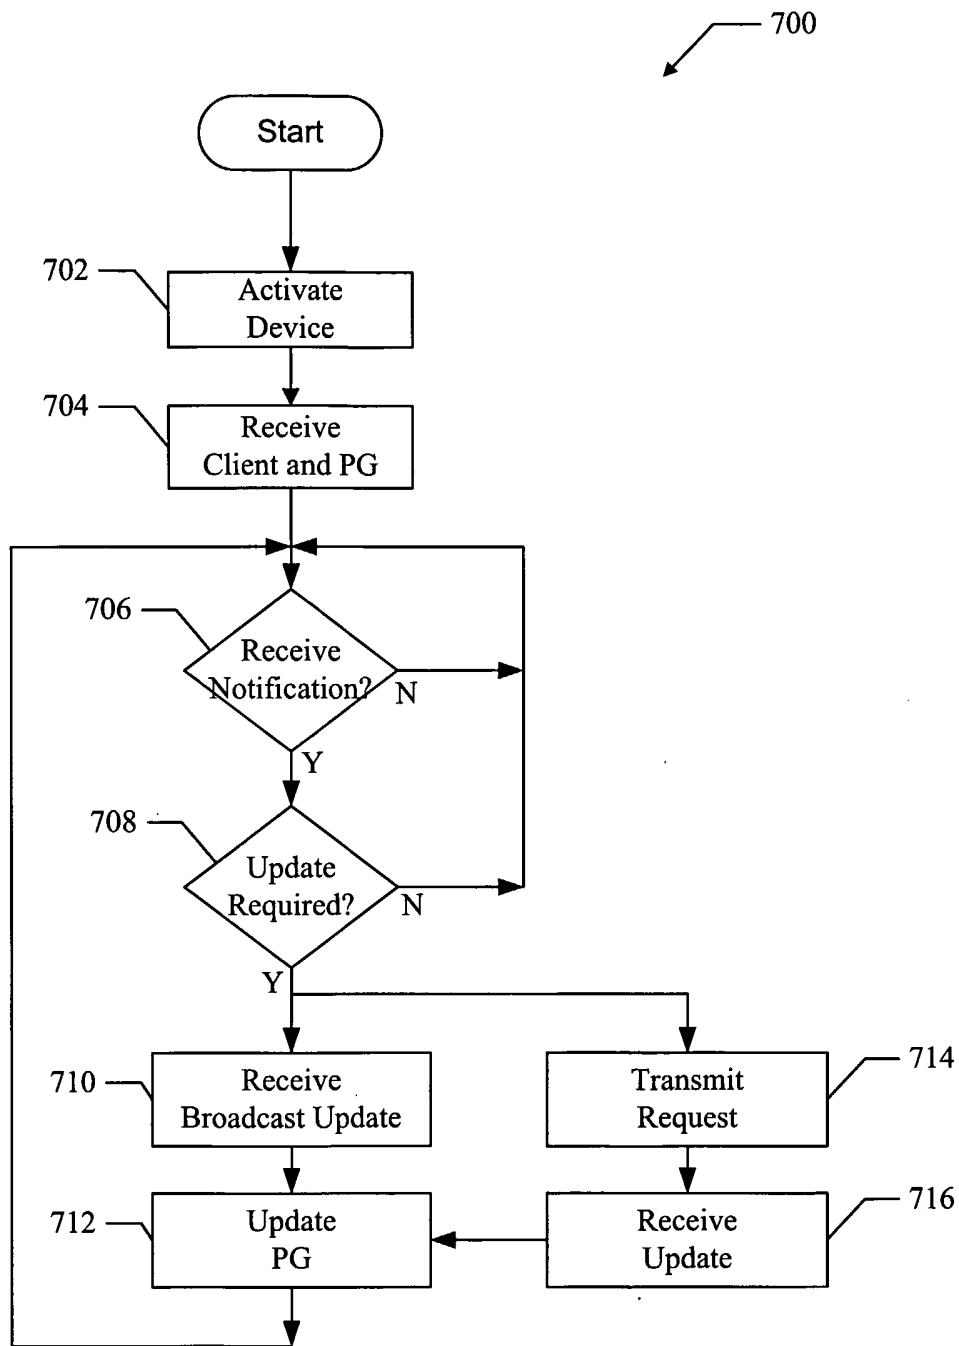 700
Start
702
Activate
Device
704
Receive
Client and PG
706
Receive
Notification?
N
Y
708
Update
Required?
N
Y
710
Receive
Broadcast Update
714
Transmit
Request
712
Update
PG
716
Receive
Update